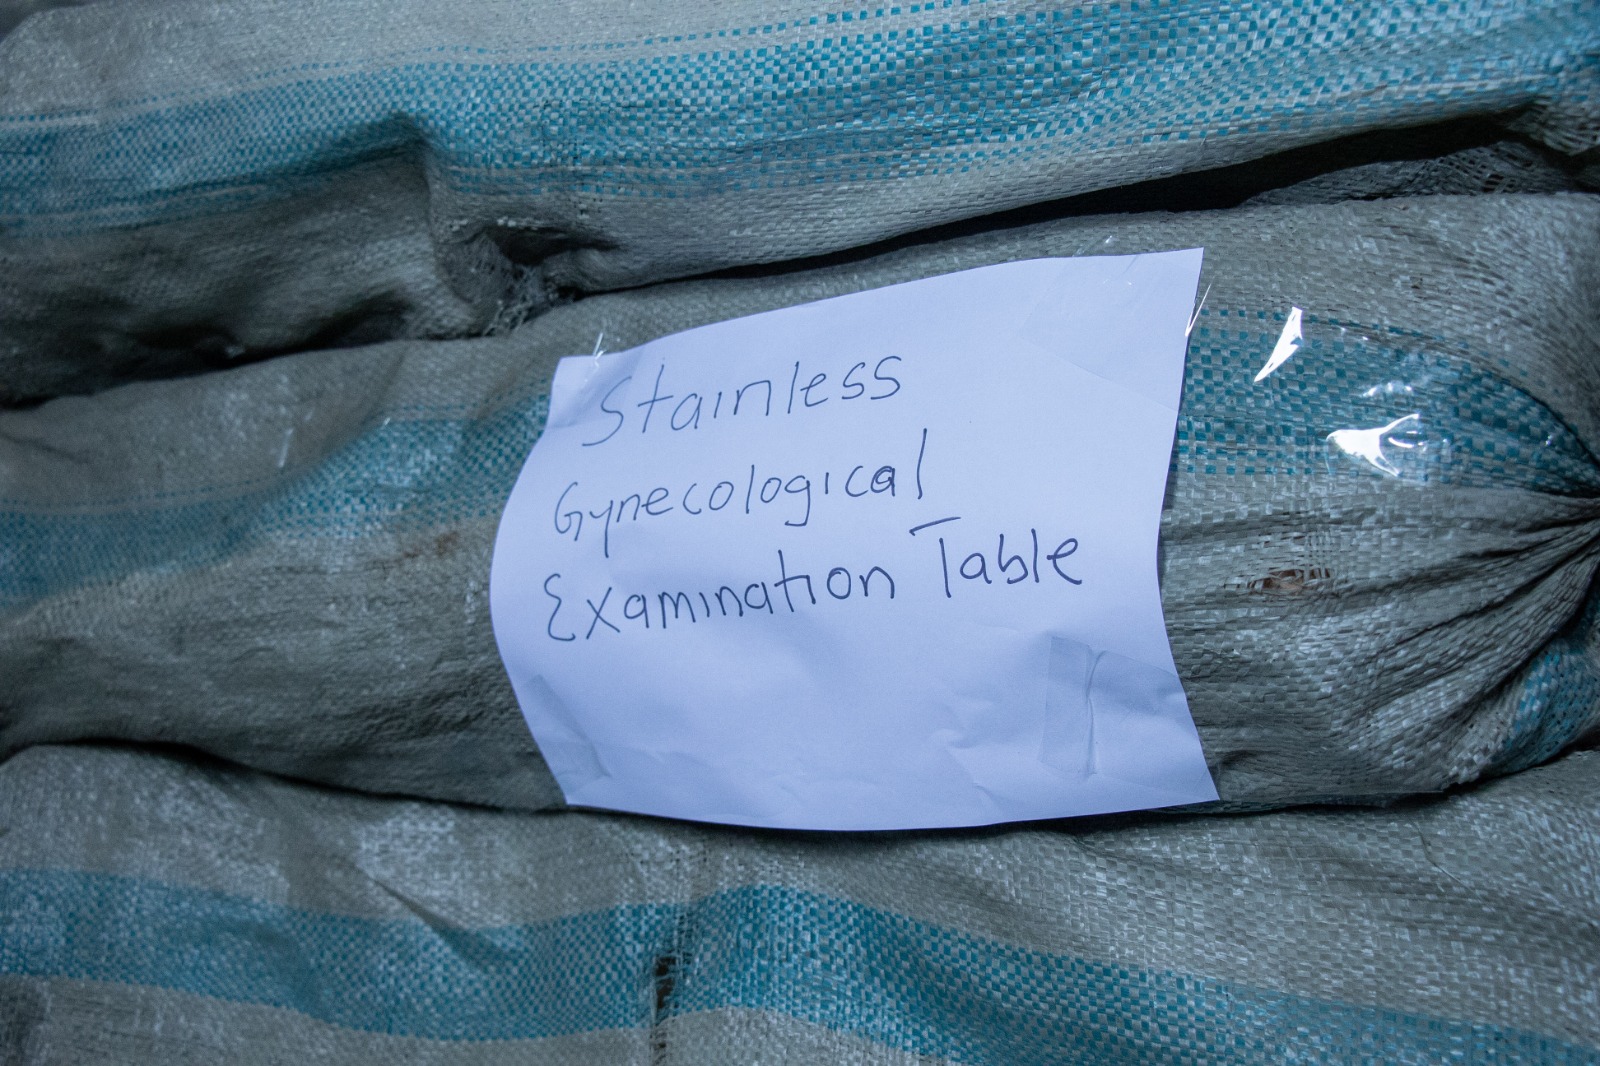 Stainless
Gynecological
Examination Table